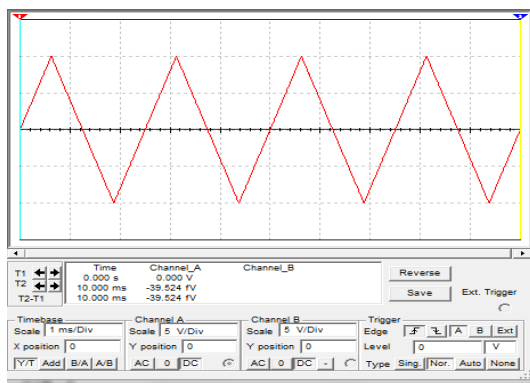 1 2
Time Channel_A Channel_B
T1 0.000 s 0.000 V
T2 10.000 ms -39.524 fV
T2-T1 10.000 ms -39.524 fV
Reverse
Save
Ext. Trigger
Timebase
Scale 1 ms/Div
X position 0
Y/T Add B/A A/B
Channel A
Scale 5 V/Div
Y position 0
AC 0 DC
Channel B
Scale 5 V/Div
Y position 0
AC 0 DC -
Trigger
Edge A B Ext
Level 0 V
Type Sing. Nor. Auto None